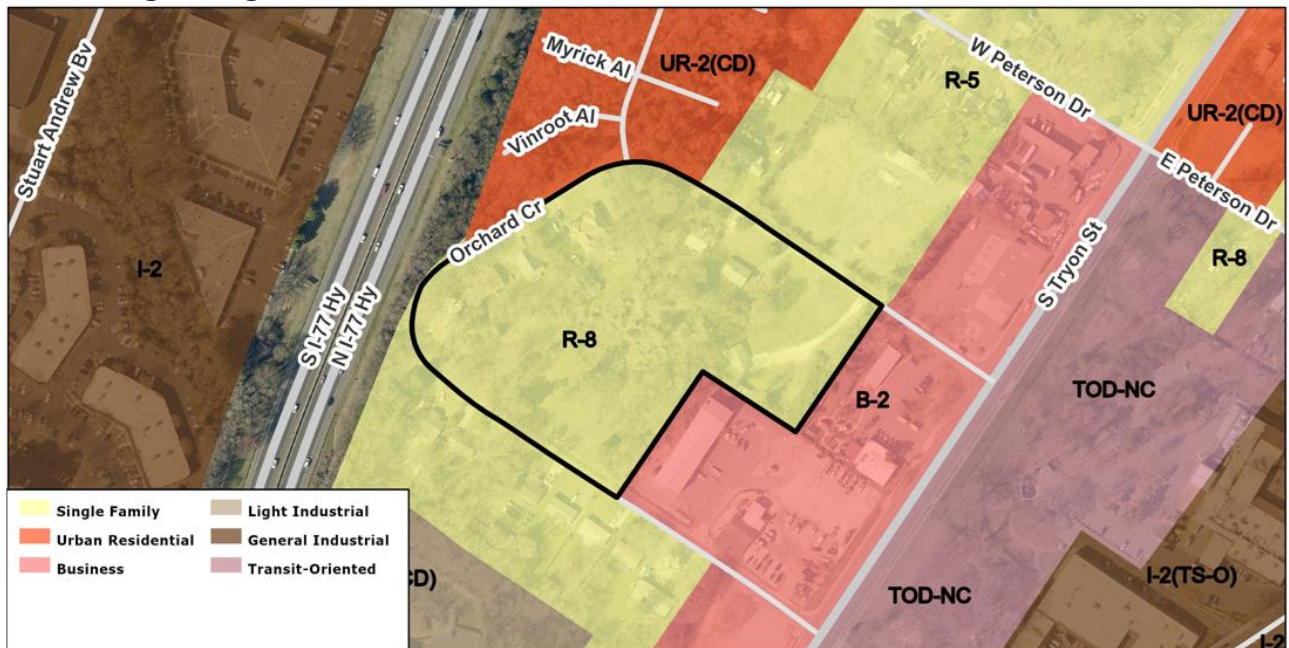 Myrick Al
UR-2(CD)
W Peterson Dr
R-5
UR-2(CD)
Stuart Andrew Bv
Vinroot Al
E Peterson Dr
Orchard Cr
S Tryon St
R-8
I-2
S I-77 Hy
N I-77 Hy
R-8
B-2
TOD-NC
Single Family
Light Industrial
Urban Residential
General Industrial
Business
Transit-Oriented
CD)
TOD-NC
I-2(TS-O)
I-2